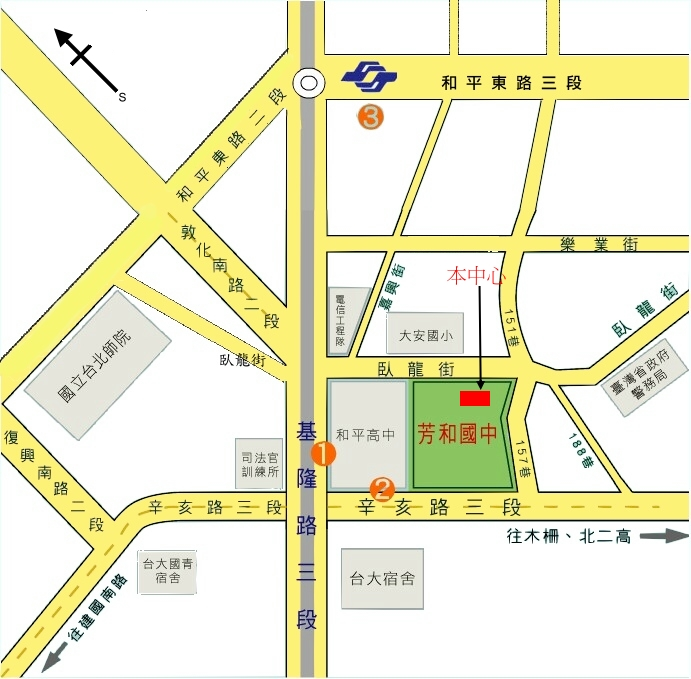 S
和平東路三段
3
和平東路二段
敦化南路二段
樂業街
嘉興街
本中心
電信工程隊
大安國小
151巷
臥龍街
臥龍街
臥龍街
國立台北師院
臺灣省政府
警務局
基隆路三段
1
和平高中
芳和國中
司法官
訓練所
157巷
188巷
復興南路二段
2
辛亥路三段
辛亥路三段
往木柵、北二高
台大國青
宿舍
台大宿舍
往建國南路